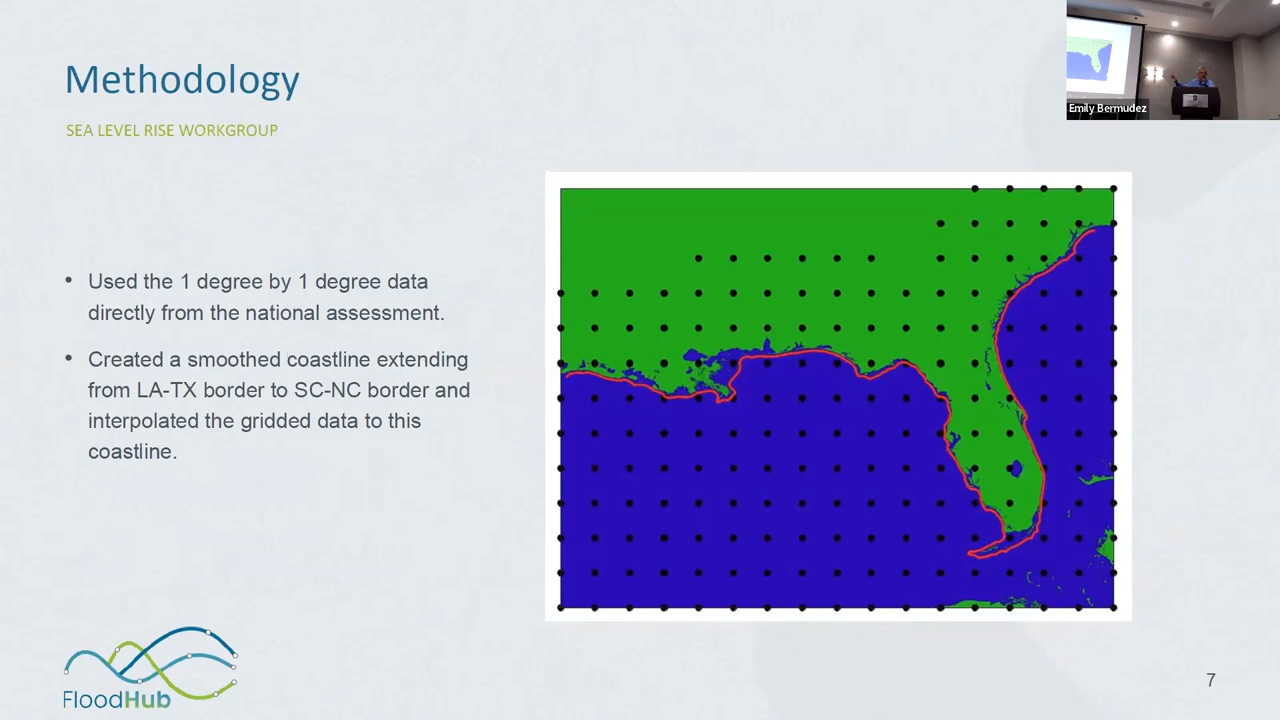 Methodology
SEA LEVEL RISE WORKGROUP
Emily Bermudez
• Used the 1 degree by 1 degree data
directly from the national assessment.
• Created a smoothed coastline extending
from LA-TX border to SC-NC border and
interpolated the gridded data to this
coastline.
FloodHub
7